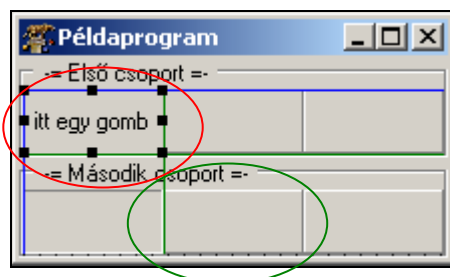 Példaprogram
-= Első csoport =-
itt egy gomb
-= Második csoport =-